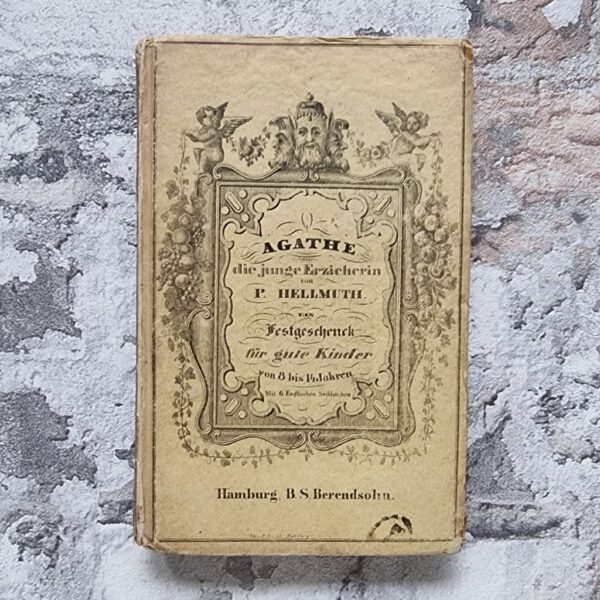 AGATHE
die junge Erzieherin
von
P. HELLMUTH.
EIN
Festgeschenck
für gute Kinder
von 8 bis 14 Jahren.
Mit 6 Englischen Stahlstichen
Hamburg, B. S. Berendsohn.